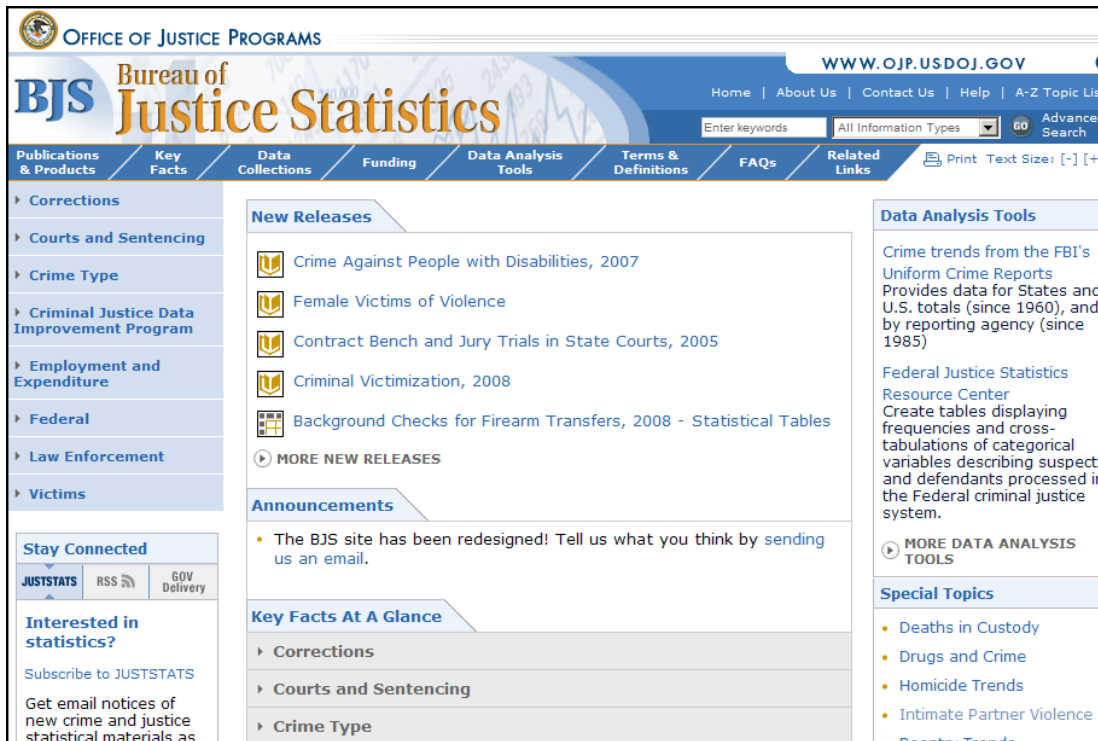 OFFICE OF JUSTICE PROGRAMS
WWW.OJP.USDOJ.GOV
BJS Bureau of
Justice Statistics
Home | About Us | Contact Us | Help | A-Z Topic Lis
Enter keywords All Information Types GO Advance
Search
Publications
& Products
Key
Facts
Data
Collections
Funding
Data Analysis
Tools
Terms &
Definitions
FAQs
Related
Links
Print Text Size: [-] [+
Corrections
Courts and Sentencing
Crime Type
Criminal Justice Data
Improvement Program
Employment and
Expenditure
Federal
Law Enforcement
Victims
Stay Connected
JUSTSTATS RSS GOV
Delivery
Interested in
statistics?
Subscribe to JUSTSTATS
Get email notices of
new crime and justice
statistical materials as
New Releases
Crime Against People with Disabilities, 2007
Female Victims of Violence
Contract Bench and Jury Trials in State Courts, 2005
Criminal Victimization, 2008
Background Checks for Firearm Transfers, 2008 - Statistical Tables
MORE NEW RELEASES
Announcements
• The BJS site has been redesigned! Tell us what you think by sending
us an email.
Key Facts At A Glance
Corrections
Courts and Sentencing
Crime Type
Data Analysis Tools
Crime trends from the FBI's
Uniform Crime Reports
Provides data for States and
U.S. totals (since 1960), and
by reporting agency (since
1985)
Federal Justice Statistics
Resource Center
Create tables displaying
frequencies and cross-
tabulations of categorical
variables describing suspect
and defendants processed i
the Federal criminal justice
system.
MORE DATA ANALYSIS
TOOLS
Special Topics
• Deaths in Custody
• Drugs and Crime
• Homicide Trends
• Intimate Partner Violence
Reentry Trends